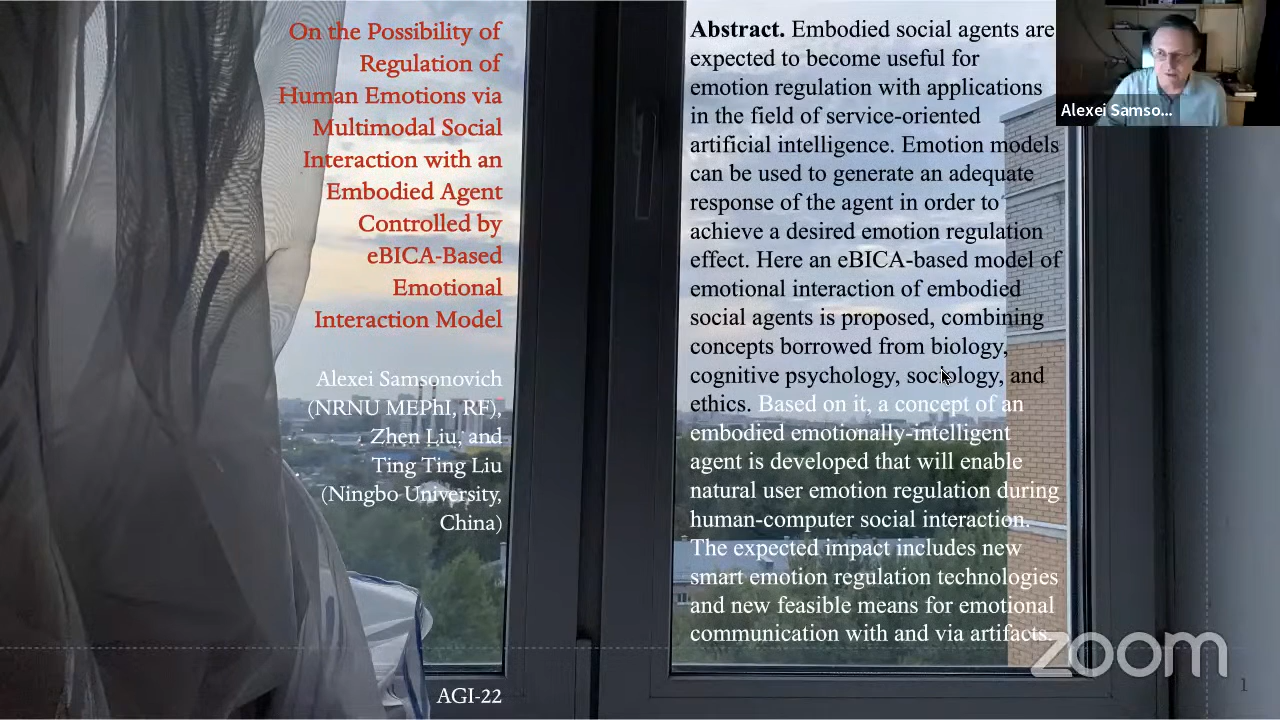 On the Possibility of
Regulation of
Human Emotions via
Multimodal Social
Interaction with an
Embodied Agent
Controlled by
eBICA-Based
Emotional
Interaction Model
Alexei Samsonovich
(NRNU MEPhI, RF),
Zhen Liu, and
Ting Ting Liu
(Ningbo University,
China)
AGI-22
Abstract. Embodied social agents are
expected to become useful for
emotion regulation with applications
in the field of service-oriented
artificial intelligence. Emotion models
can be used to generate an adequate
response of the agent in order to
achieve a desired emotion regulation
effect. Here an eBICA-based model of
emotional interaction of embodied
social agents is proposed, combining
concepts borrowed from biology,
cognitive psychology, sociology, and
ethics. Based on it, a concept of an
embodied emotionally-intelligent
agent is developed that will enable
natural user emotion regulation during
human-computer social interaction.
The expected impact includes new
smart emotion regulation technologies
and new feasible means for emotional
communication with and via artifacts.
Alexei Samso...
zoom
1